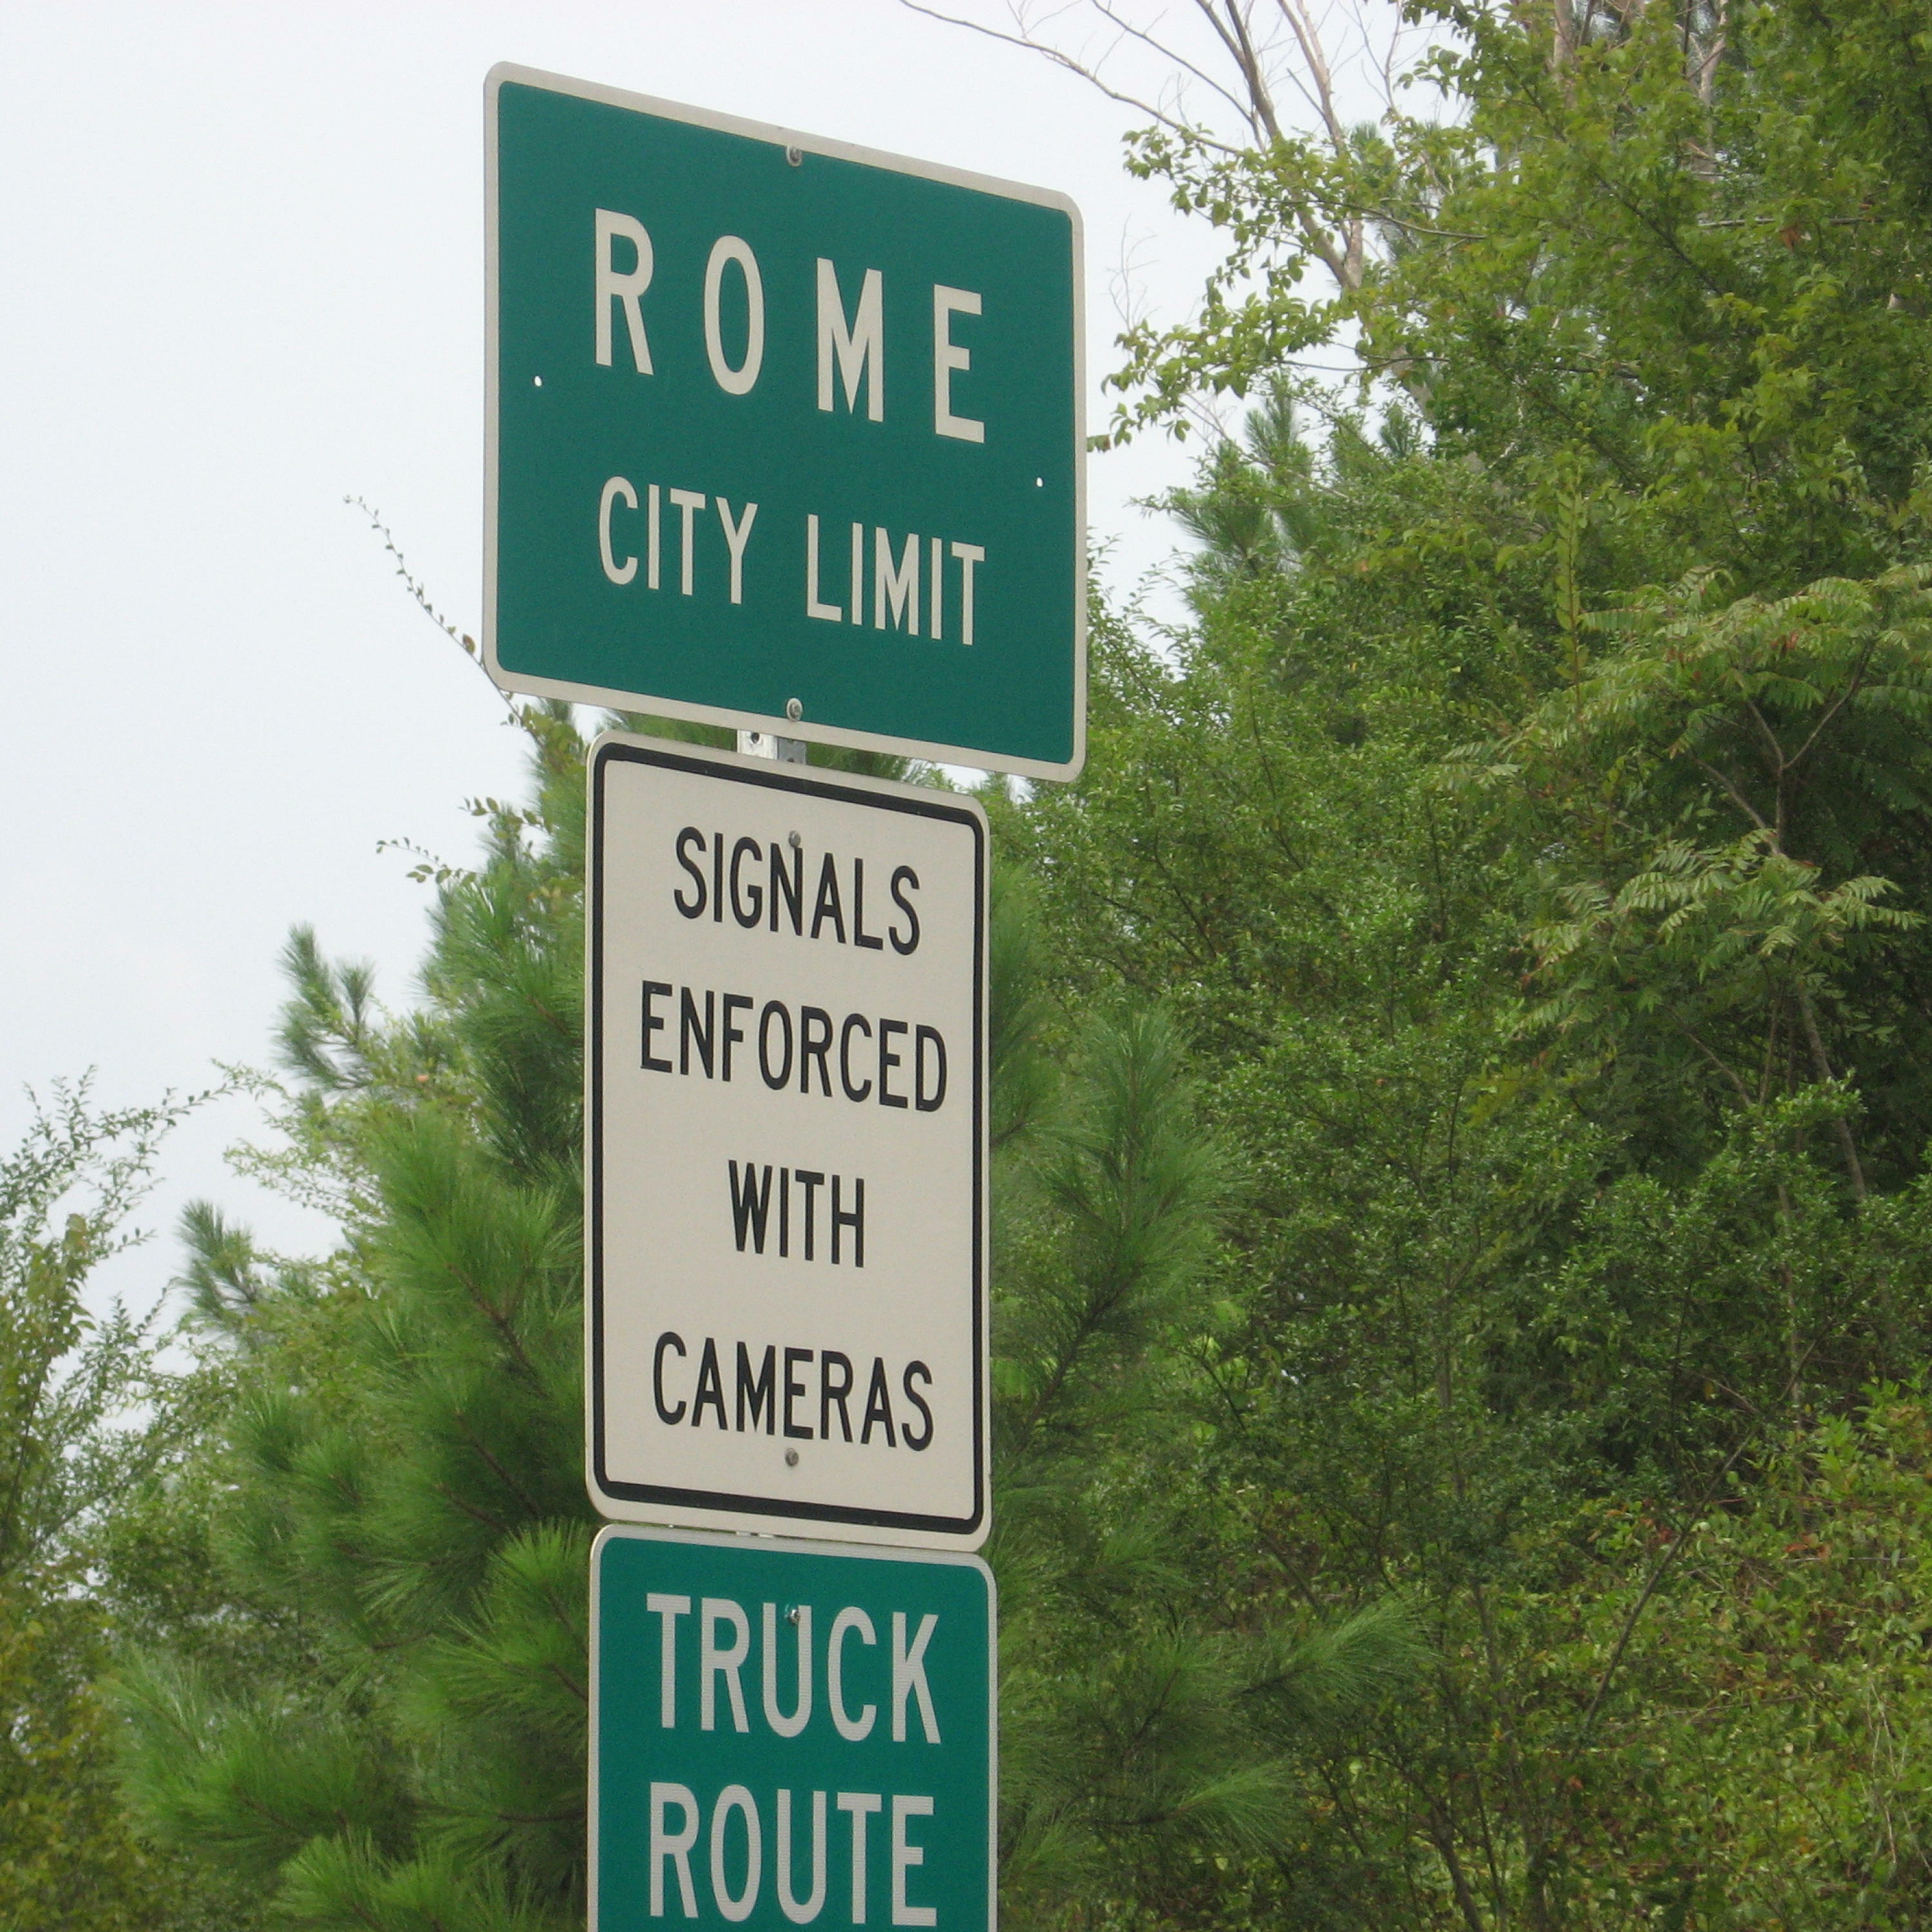 ROME
CITY LIMIT
SIGNALS
ENFORCED
WITH
CAMERAS
TRUCK
ROUTE